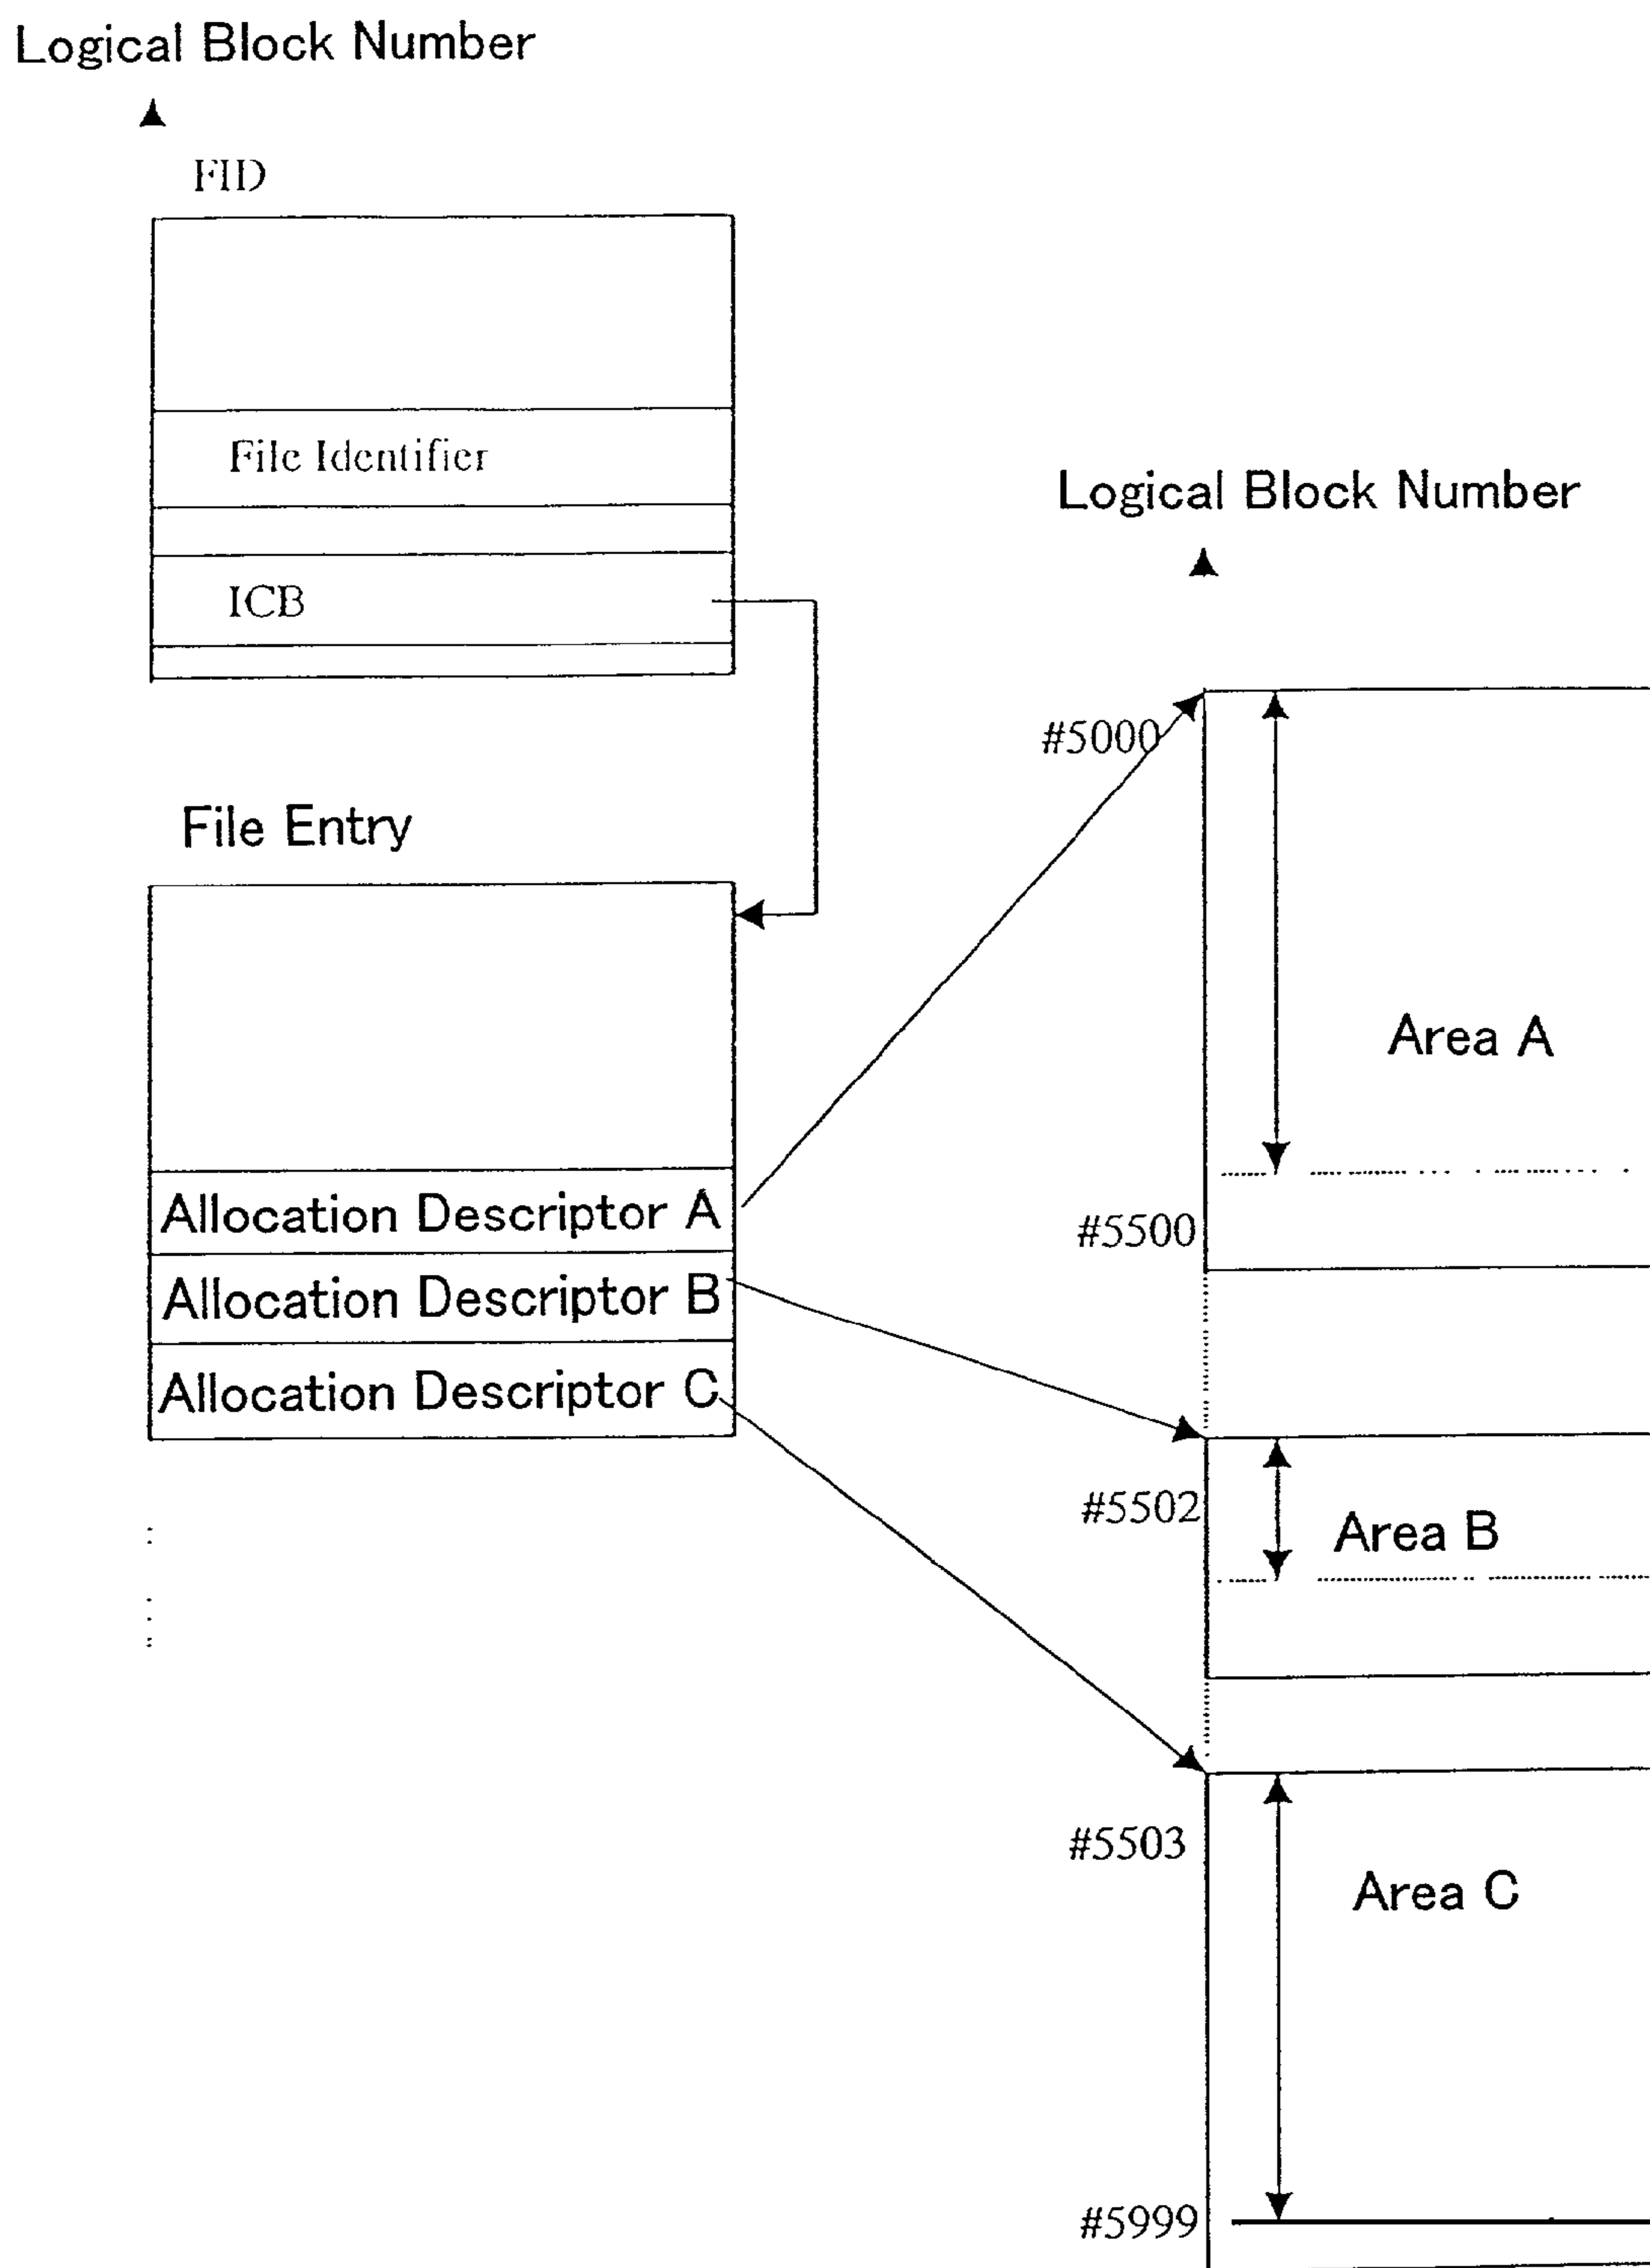 Logical Block Number
FID
File Identifier
ICB
File Entry
Allocation Descriptor A
Allocation Descriptor B
Allocation Descriptor C
Logical Block Number
#5000
Area A
#5500
#5502
Area B
#5503
Area C
#5999